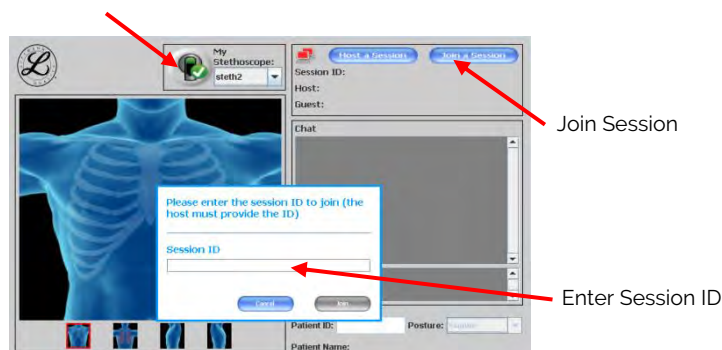 My
Stethoscope:
steth2
Host a Session
Join a Session
Session ID:
Host:
Guest:
Chat
Join Session
Please enter the session ID to join (the
host must provide the ID)
Session ID
Cancel
Join
Enter Session ID
Patient ID:
Posture:
Patient Name: